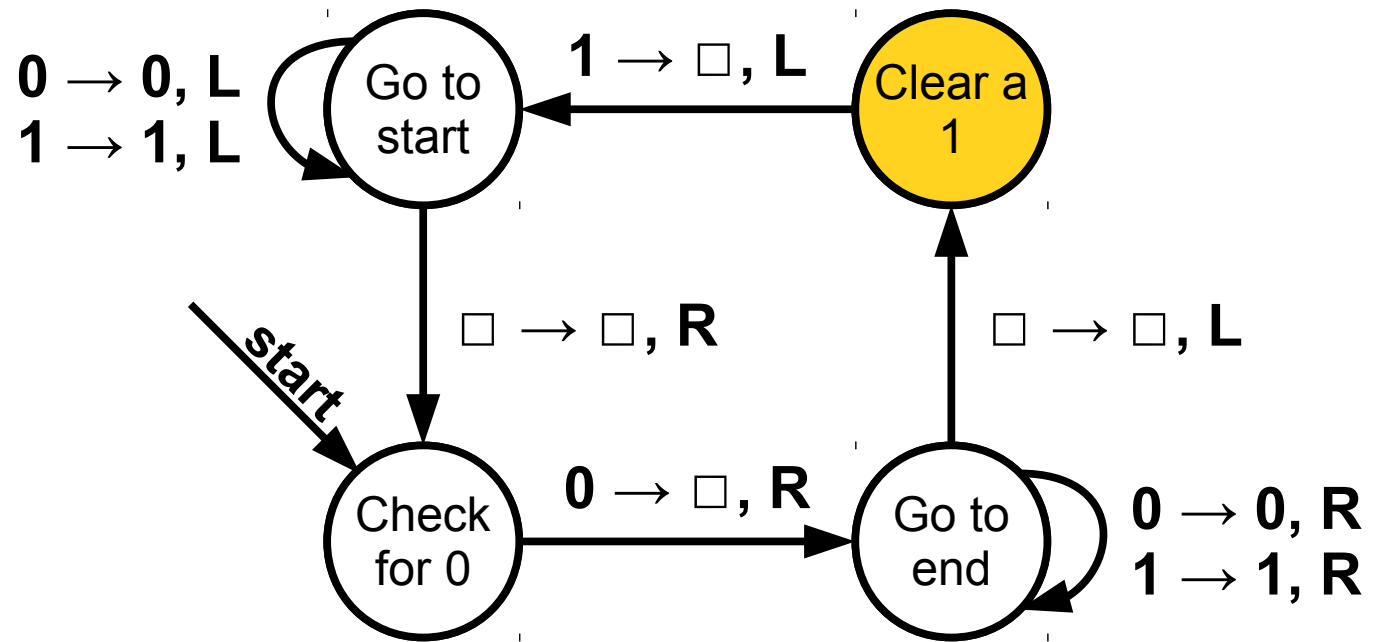 0 → 0, L
1 → 1, L
Go to
start
1 → □, L
Clear a
1
□ → □, R
□ → □, L
start
Check
for 0
0 → □, R
Go to
end
0 → 0, R
1 → 1, R